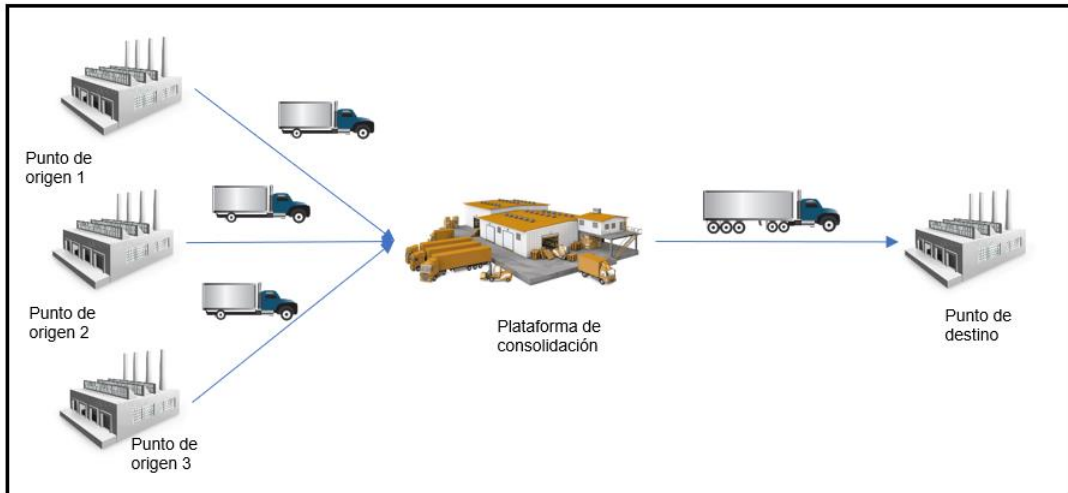 Punto de
origen 1
Punto de
origen 2
Punto de
origen 3
Plataforma de
consolidación
Punto de
destino